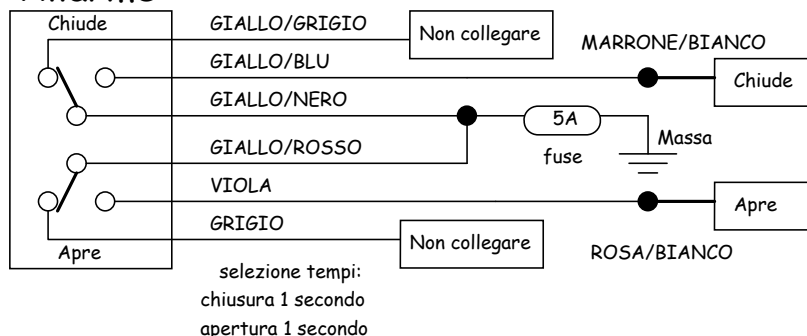 Chiude
GIALLO/GRIGIO
Non collegare
MARRONE/BIANCO
GIALLO/BLU
Chiude
GIALLO/NERO
5A
fuse
Massa
GIALLO/ROSSO
VIOLA
Apre
GRIGIO
Non collegare
ROSA/BIANCO
Apre
selezione tempi:
chiusura 1 secondo
apertura 1 secondo